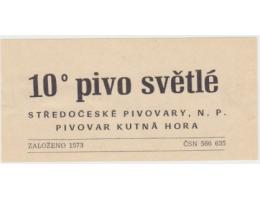 10° pivo světlé
STŘEDOČESKÉ PIVOVARY, N. P.
PIVOVAR KUTNÁ HORA
ZALOŽENO 1573 ČSN 566 635